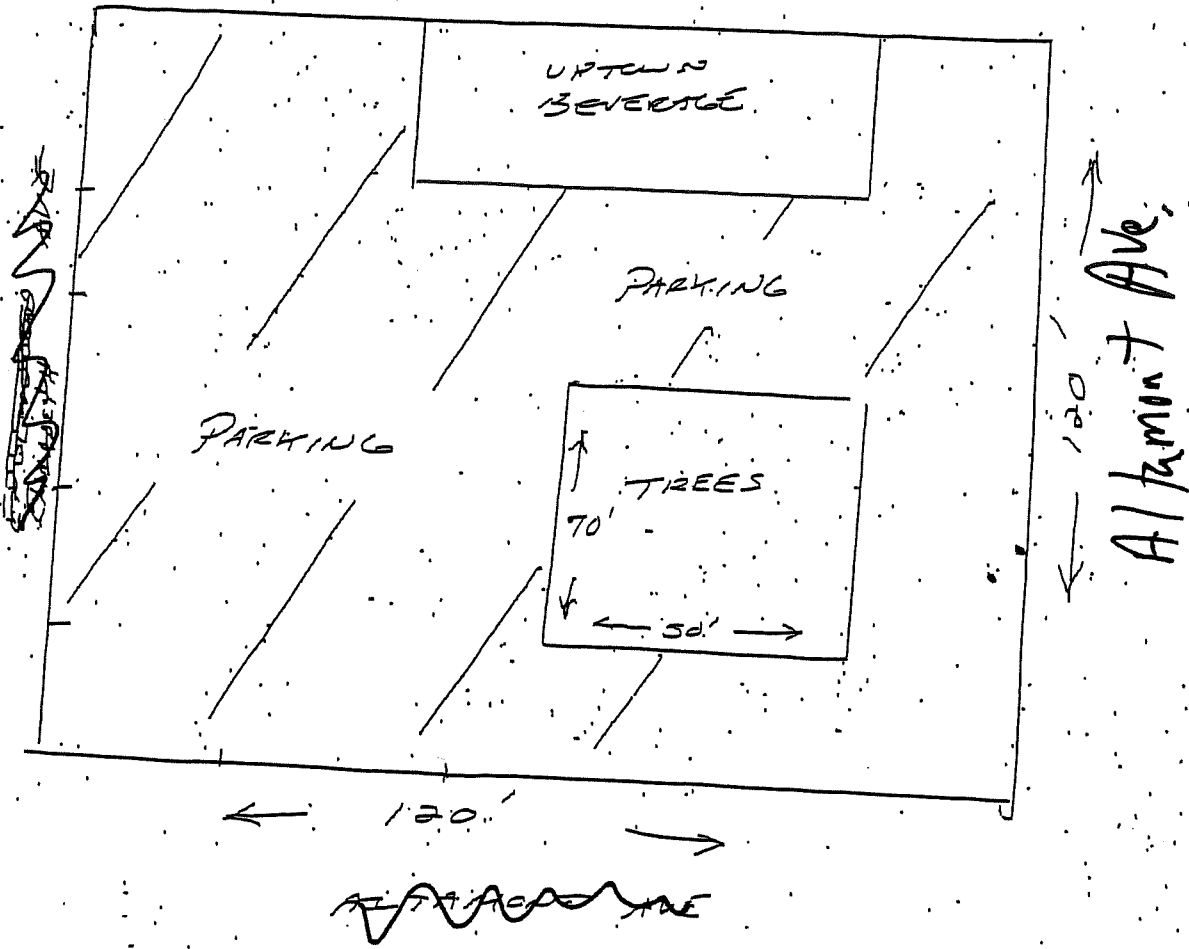 UPTOWN
BEVERAGE
PARKING
PARKING
TREES
70'
50'
120'
Altamont Ave.
120'